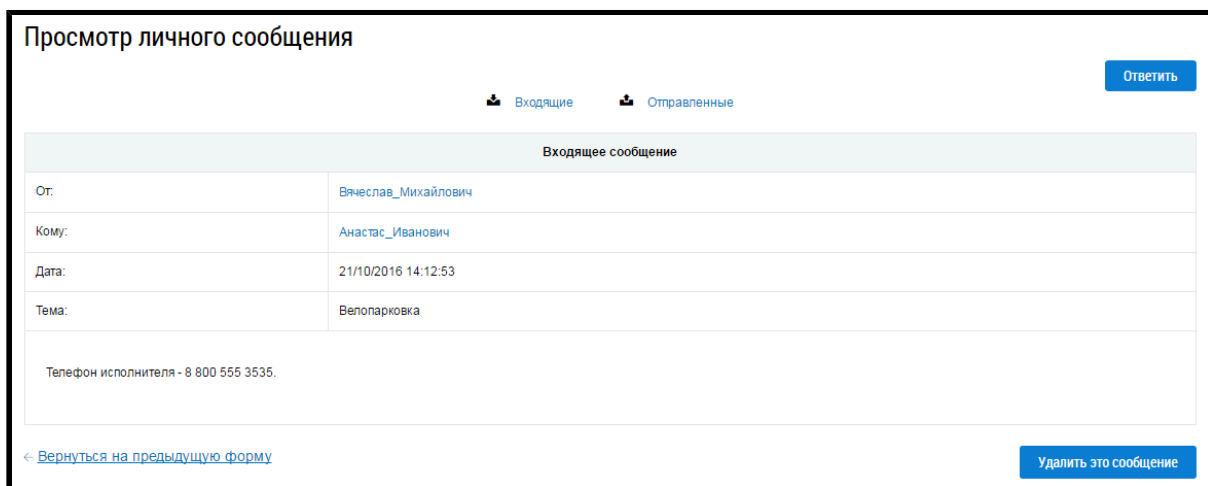 Просмотр личного сообщения
Ответить
Входящие Отправленные
Входящее сообщение
От: Вячеслав_Михайлович
Кому: Анастас_Иванович
Дата: 21/10/2016 14:12:53
Тема: Велопарковка
Телефон исполнителя - 8 800 555 3535.
← Вернуться на предыдущую форму Удалить это сообщение